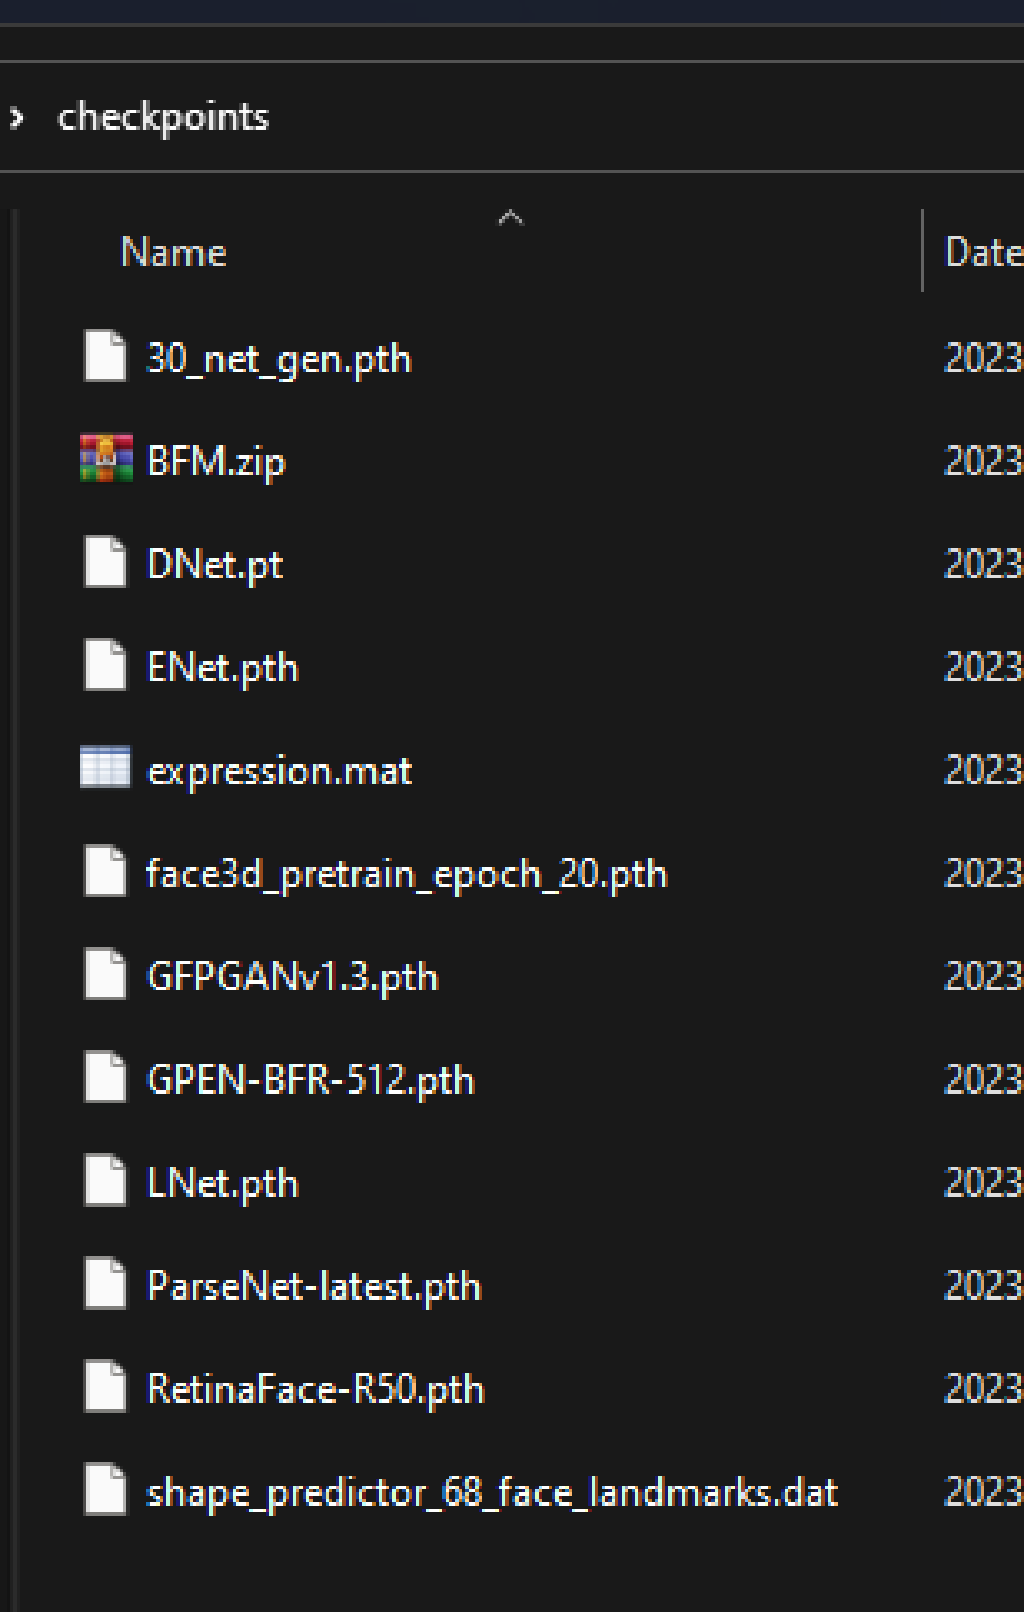 checkpoints
Name Date
30_net_gen.pth 2023
BFM.zip 2023
DNet.pt 2023
ENet.pth 2023
expression.mat 2023
face3d_pretrain_epoch_20.pth 2023
GFPGANv1.3.pth 2023
GPEN-BFR-512.pth 2023
LNet.pth 2023
ParseNet-latest.pth 2023
RetinaFace-R50.pth 2023
shape_predictor_68_face_landmarks.dat 2023